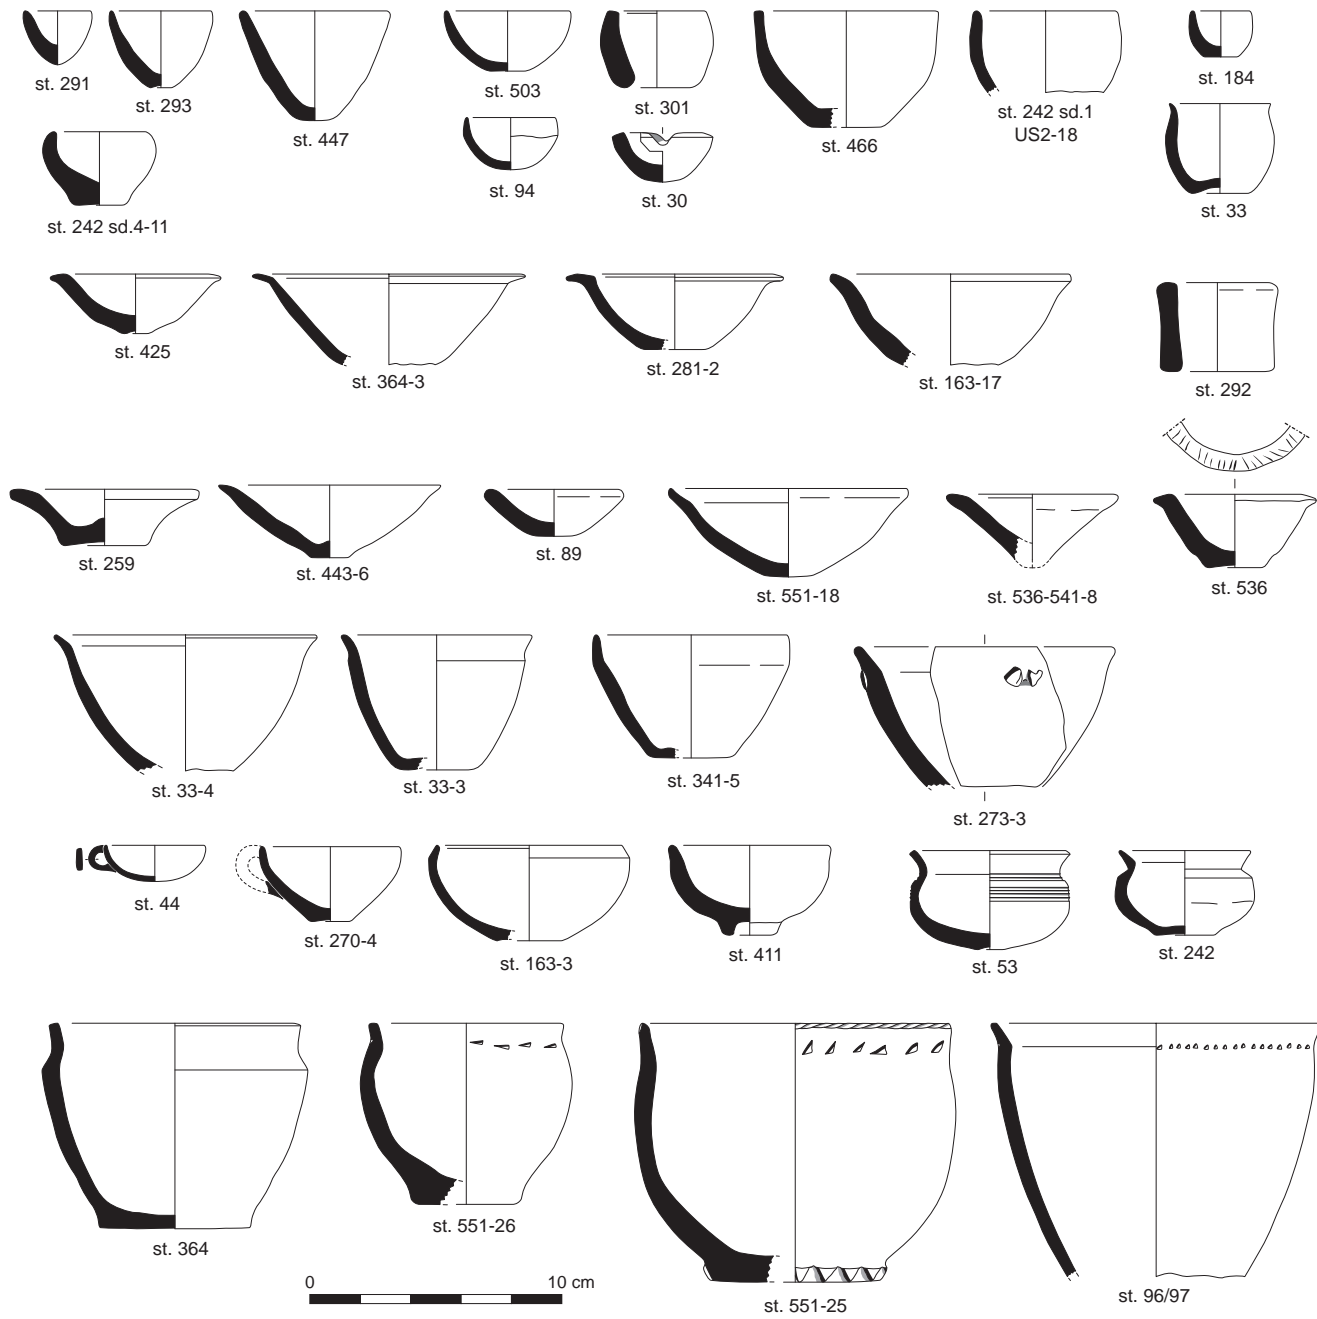 st. 291
st. 293
st. 447
st. 503
st. 301
st. 466
st. 242 sd.1
US2-18
st. 184
st. 94
st. 30
st. 33
st. 242 sd.4-11
st. 425
st. 364-3
st. 281-2
st. 163-17
st. 292
st. 259
st. 443-6
st. 89
st. 551-18
st. 536-541-8
st. 536
st. 33-4
st. 33-3
st. 341-5
st. 273-3
st. 44
st. 270-4
st. 163-3
st. 411
st. 53
st. 242
st. 364
st. 551-26
st. 551-25
st. 96/97
0 10 cm